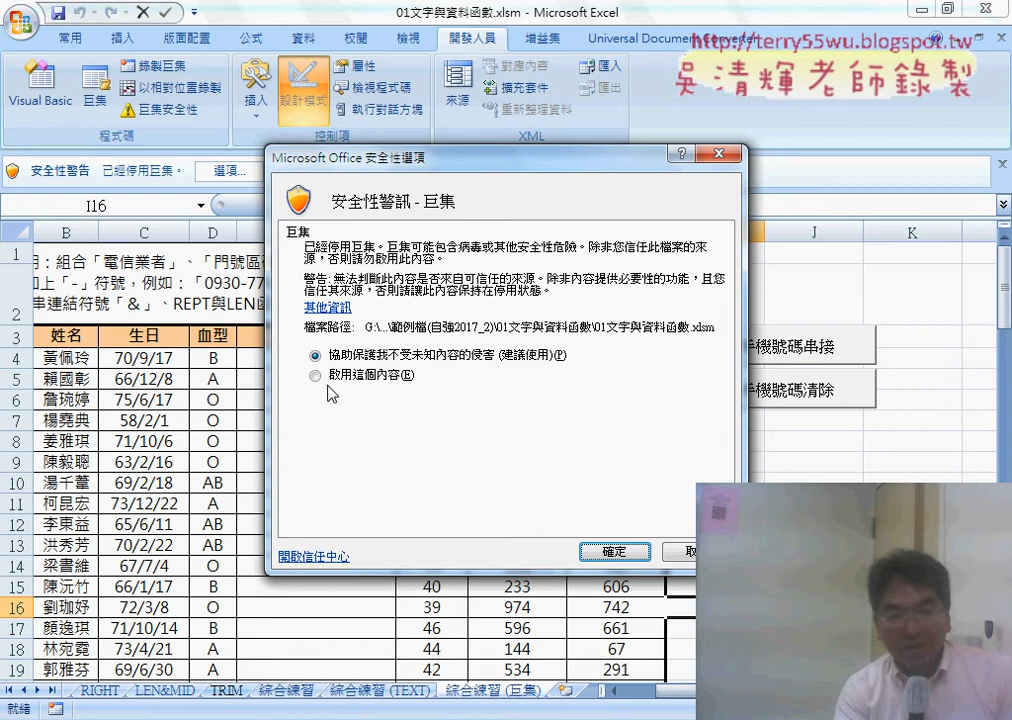 01文字與資料函數.xlsm - Microsoft Excel
常用 插入 版面配置 公式 資料 校閱 檢視 開發人員 增益集 Universal Document Converter
http://terry55wu.blogspot.tw
吳清輝老師錄製
Visual Basic 巨集 錄製巨集 以相對位置錄製 巨集安全性 程式碼
插入 設計模式 屬性 檢視程式碼 執行對話方塊 控制項
來源 對應內容 擴充套件 重新整理資料 匯入 匯出 XML
安全性警告 已經停用巨集。 選項...
I16
B C D J K
1 明：組合「電信業者」、「門號區
加上「-」符號，例如：「0930-77
2 串連結符號「&」、REPT與LEN函
3 姓名 生日 血型
4 黃佩玲 70/9/17 B
5 賴國彰 66/12/8 A
6 詹琬婷 75/6/17 O
7 楊堯典 58/2/1 O
8 姜雅琪 71/10/6 O
9 陳毅聰 63/2/16 O
10 湯千葦 69/2/18 AB
11 柯昆宏 73/12/22 A
12 李東益 65/6/11 AB
13 洪秀芳 70/2/22 AB
14 梁書維 67/7/4 O
15 陳沅竹 66/1/17 B 40 233 606
16 劉珈妤 72/3/8 O 39 974 742
17 顏逸琪 71/10/14 B 46 596 661
18 林宛霓 73/4/21 A 44 144 67
19 郭雅芬 69/6/30 A 42 534 291
手機號碼串接
手機號碼清除
Microsoft Office 安全性選項
安全性警訊 - 巨集
巨集
已經停用巨集。巨集可能包含病毒或其他安全性危險。除非您信任此檔案的來
源，否則請勿啟用此內容。
警告: 無法判斷此內容是否來自可信任的來源。除非內容提供必要性的功能，且您
信任其來源，否則請讓此內容保持在停用狀態。
其他資訊
檔案路徑: G:\...\範例檔(自強2017_2)\01文字與資料函數\01文字與資料函數.xlsm
協助保護我不受未知內容的侵害 (建議使用)(P)
啟用這個內容(E)
開啟信任中心
確定
取
RIGHT LEN&MID TRIM 綜合練習 綜合練習 (TEXT) 綜合練習 (巨集)
就緒